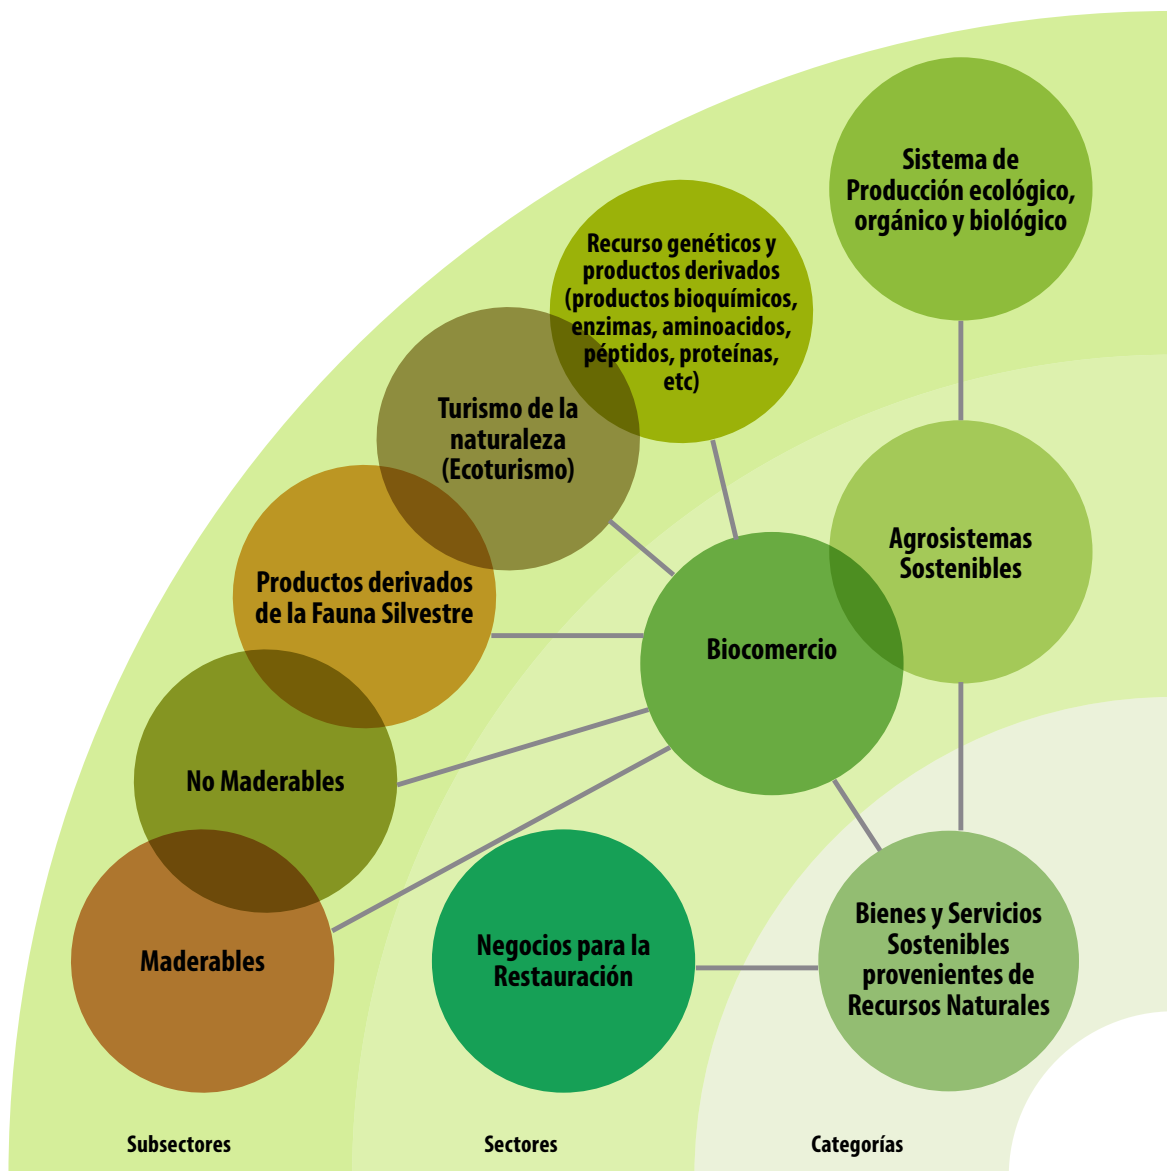 Sistema de
Producción ecológico,
orgánico y biológico
Recurso genéticos y
productos derivados
(productos bioquímicos,
enzimas, aminoacidos,
péptidos, proteínas,
etc)
Turismo de la
naturaleza
(Ecoturismo)
Agrosistemas
Sostenibles
Productos derivados
de la Fauna Silvestre
Biocomercio
No Maderables
Maderables
Negocios para la
Restauración
Bienes y Servicios
Sostenibles
provenientes de
Recursos Naturales
Subsectores
Sectores
Categorías